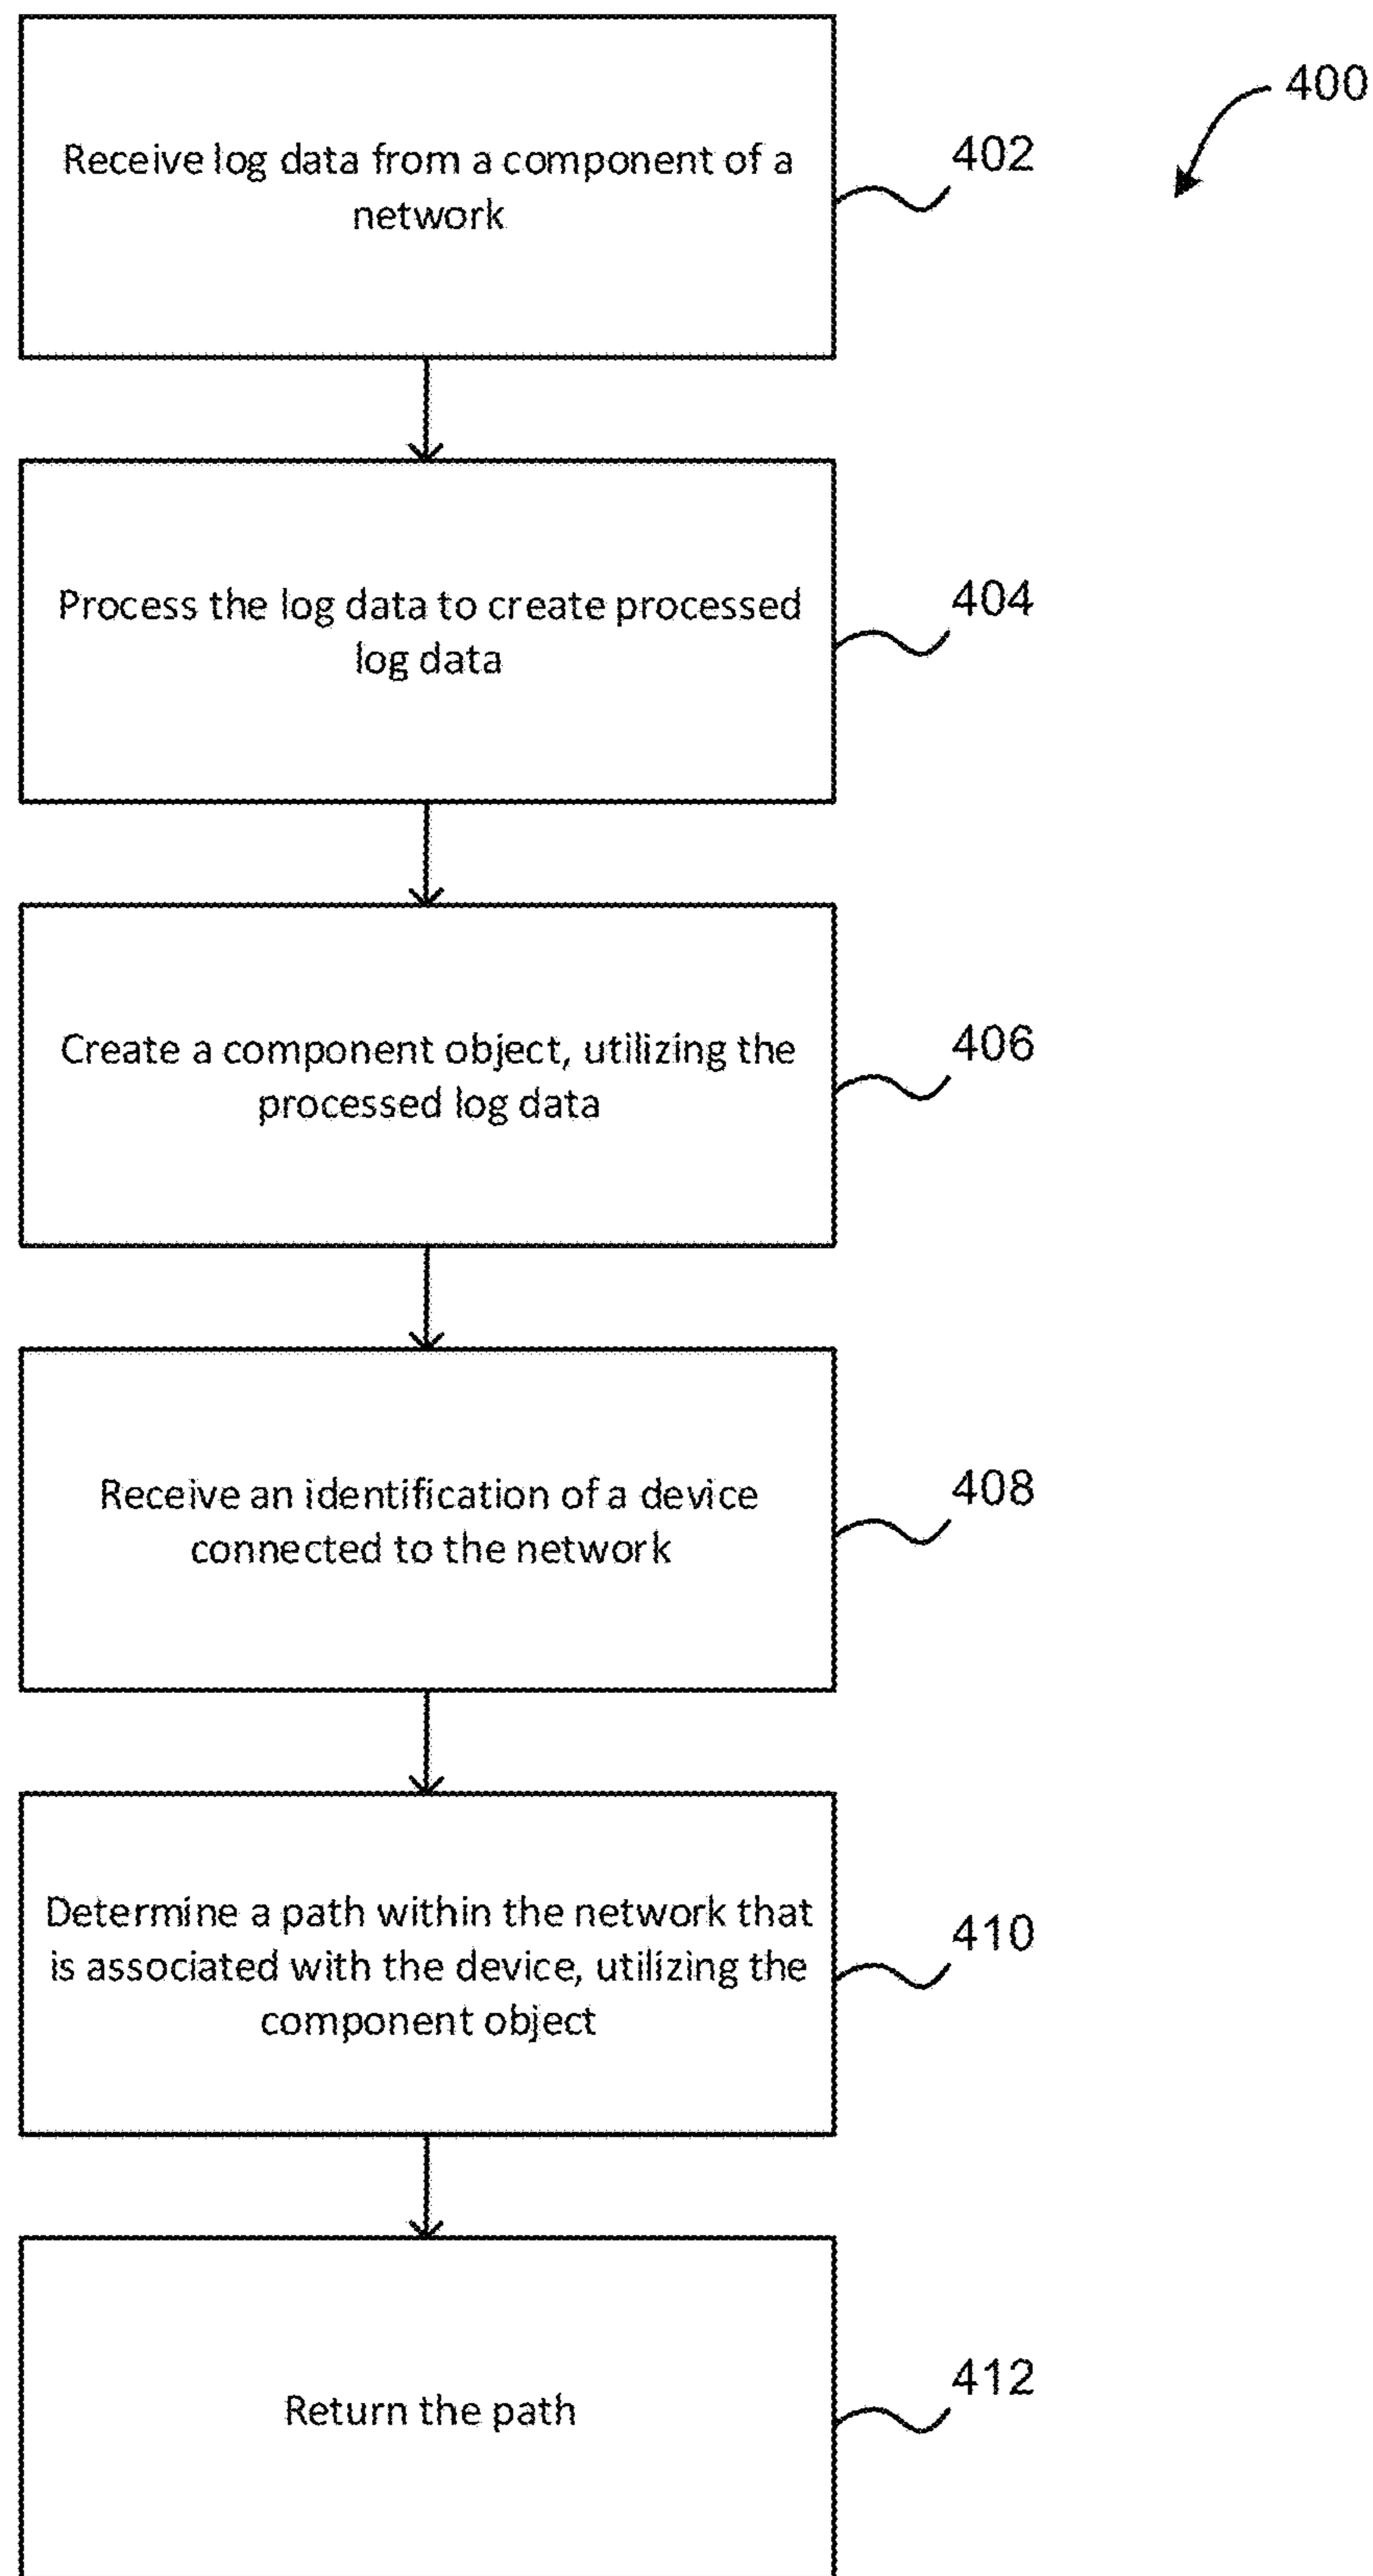 400
Receive log data from a component of a
network
402
Process the log data to create processed
log data
404
Create a component object, utilizing the
processed log data
406
Receive an identification of a device
connected to the network
408
Determine a path within the network that
is associated with the device, utilizing the
component object
410
Return the path
412